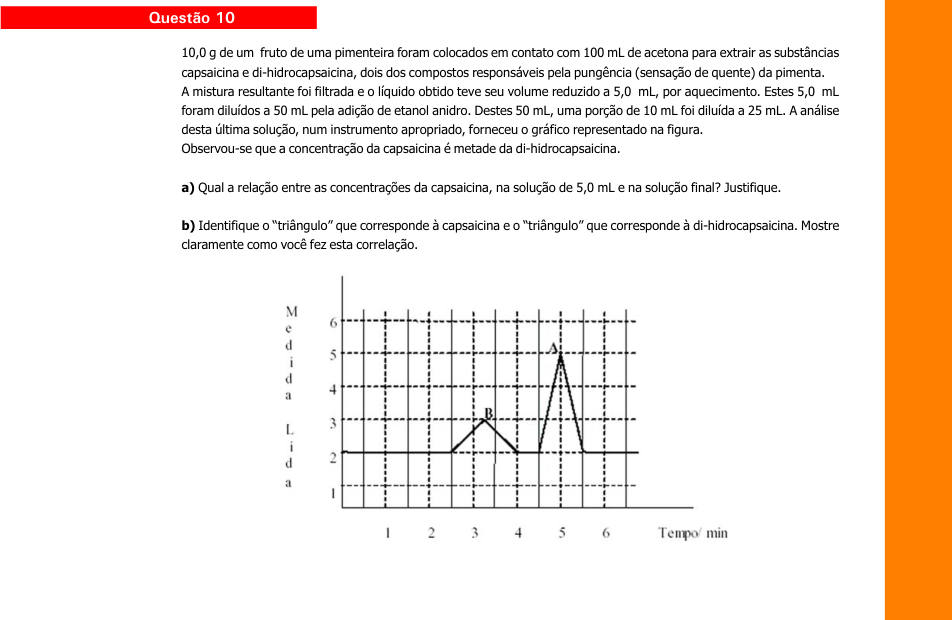 Questão 10
10,0 g de um fruto de uma pimenteira foram colocados em contato com 100 mL de acetona para extrair as substâncias
capsaicina e di-hidrocapsaicina, dois dos compostos responsáveis pela pungência (sensação de quente) da pimenta.
A mistura resultante foi filtrada e o líquido obtido teve seu volume reduzido a 5,0 mL, por aquecimento. Estes 5,0 mL
foram diluídos a 50 mL pela adição de etanol anidro. Destes 50 mL, uma porção de 10 mL foi diluída a 25 mL. A análise
desta última solução, num instrumento apropriado, forneceu o gráfico representado na figura.
Observou-se que a concentração da capsaicina é metade da di-hidrocapsaicina.
a) Qual a relação entre as concentrações da capsaicina, na solução de 5,0 mL e na solução final? Justifique.
b) Identifique o “triângulo” que corresponde à capsaicina e o “triângulo” que corresponde à di-hidrocapsaicina. Mostre
claramente como você fez esta correlação.
Medida Lida
6
5
4
3
2
1
A
B
1 2 3 4 5 6 Tempo/ min